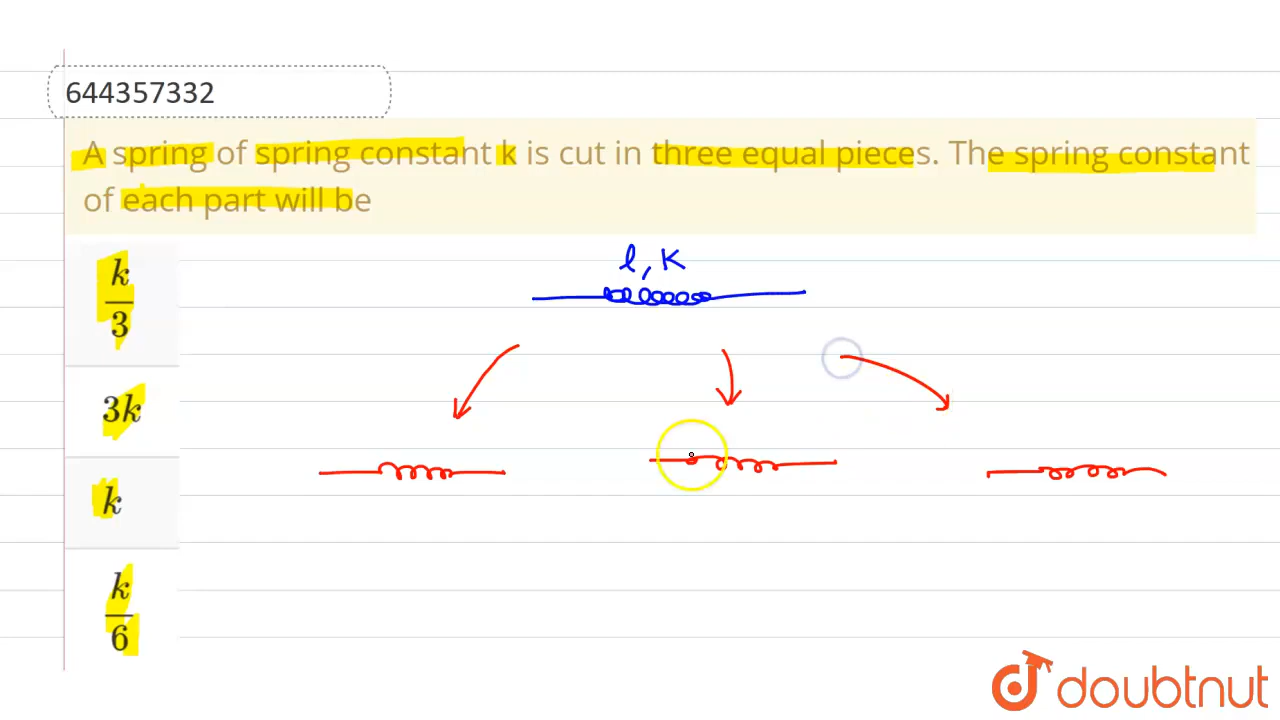 644357332
A spring of spring constant k is cut in three equal pieces. The spring constant
of each part will be
l, K
k
3
3k
k
k
6
doubtnut